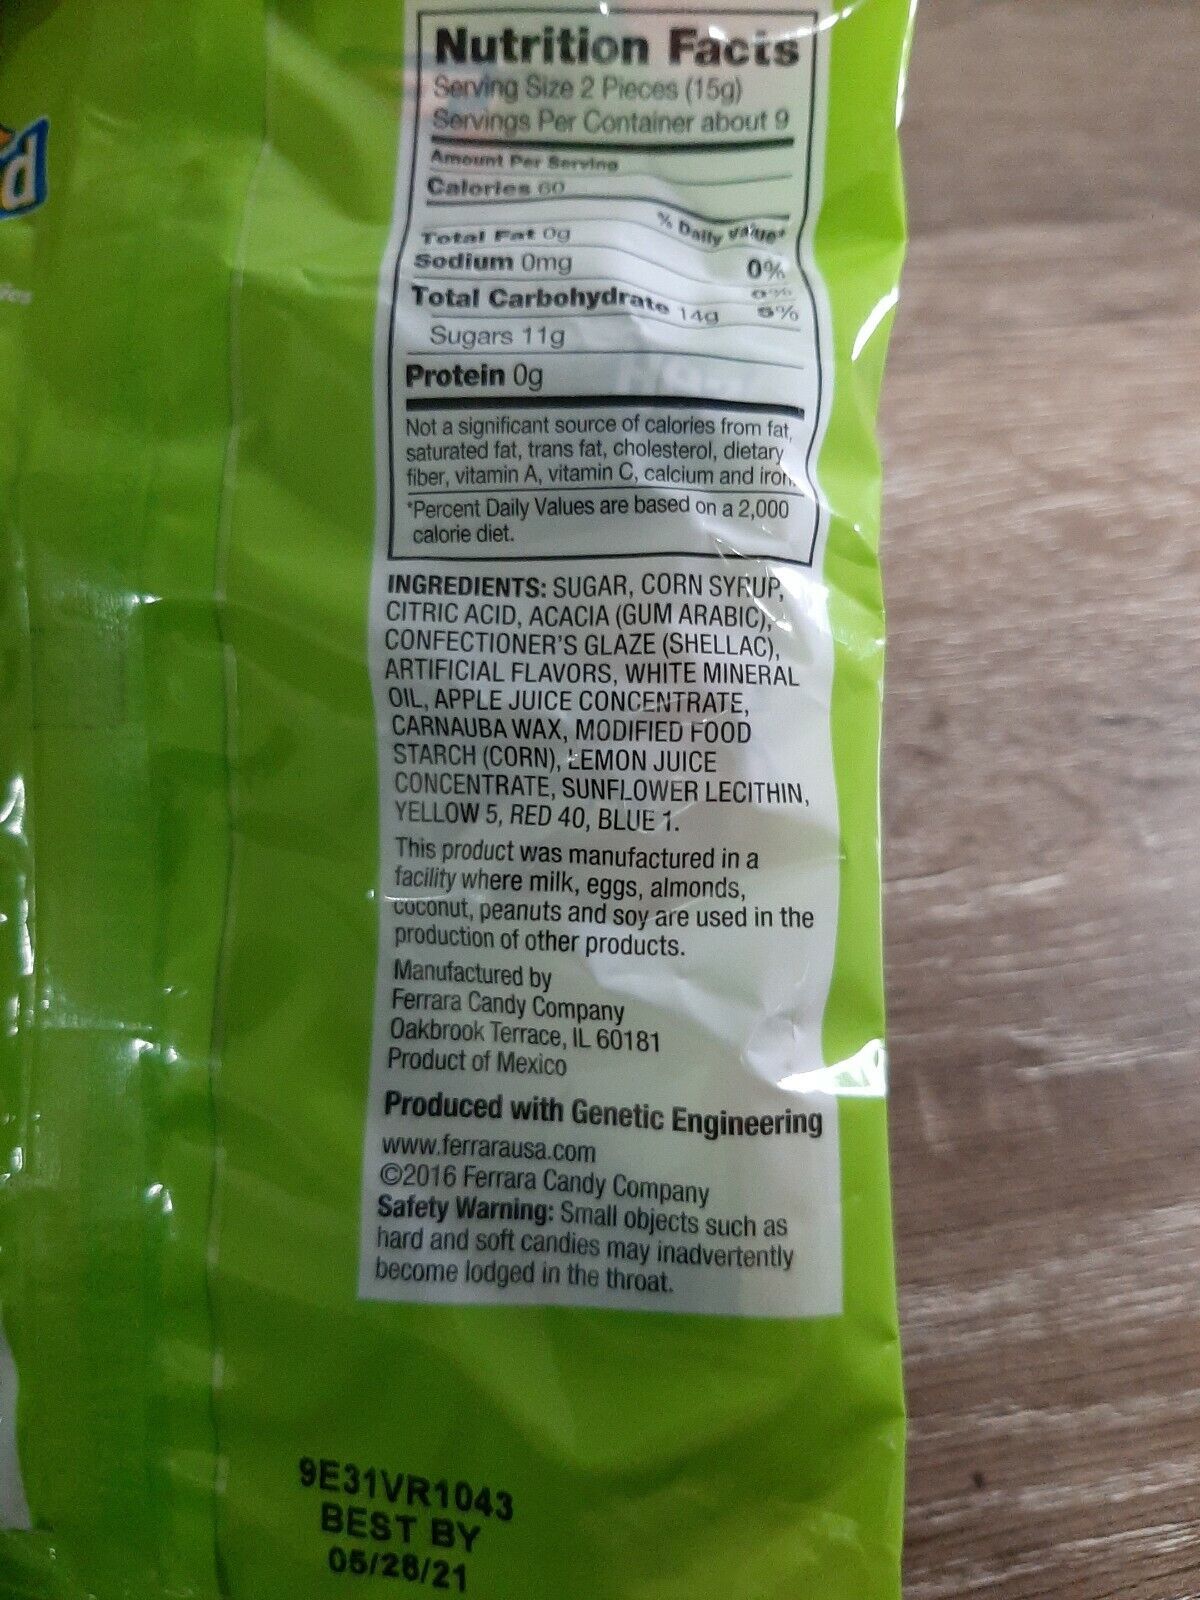 Nutrition Facts
Serving Size 2 Pieces (15g)
Servings Per Container about 9
Amount Per Serving
Calories 60
% Daily Value*
Total Fat 0g 0%
Sodium 0mg 0%
Total Carbohydrate 14g 5%
Sugars 11g
Protein 0g
Not a significant source of calories from fat,
saturated fat, trans fat, cholesterol, dietary
fiber, vitamin A, vitamin C, calcium and iron.
*Percent Daily Values are based on a 2,000
calorie diet.
INGREDIENTS: SUGAR, CORN SYRUP,
CITRIC ACID, ACACIA (GUM ARABIC),
CONFECTIONER'S GLAZE (SHELLAC),
ARTIFICIAL FLAVORS, WHITE MINERAL
OIL, APPLE JUICE CONCENTRATE,
CARNAUBA WAX, MODIFIED FOOD
STARCH (CORN), LEMON JUICE
CONCENTRATE, SUNFLOWER LECITHIN,
YELLOW 5, RED 40, BLUE 1.
This product was manufactured in a
facility where milk, eggs, almonds,
coconut, peanuts and soy are used in the
production of other products.
Manufactured by
Ferrara Candy Company
Oakbrook Terrace, IL 60181
Product of Mexico
Produced with Genetic Engineering
www.ferrarausa.com
©2016 Ferrara Candy Company
Safety Warning: Small objects such as
hard and soft candies may inadvertently
become lodged in the throat.
9E31VR1043
BEST BY
05/28/21